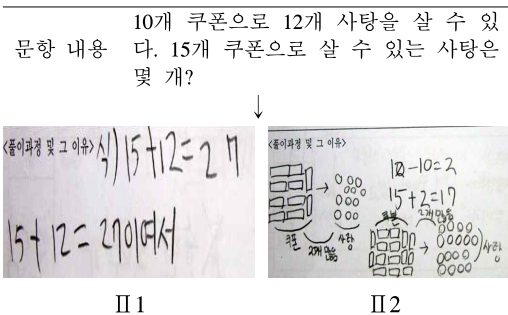 문항 내용
10개 쿠폰으로 12개 사탕을 살 수 있
다. 15개 쿠폰으로 살 수 있는 사탕은
몇 개?
<풀이과정 및 그 이유>
식) 15+12=27
15+12=27이여서
<풀이과정 및 그 이유>
12-10=2
15+2=17
쿠폰
사탕
2개 많음
쿠폰
2개 많음
사탕
Ⅱ1
Ⅱ2